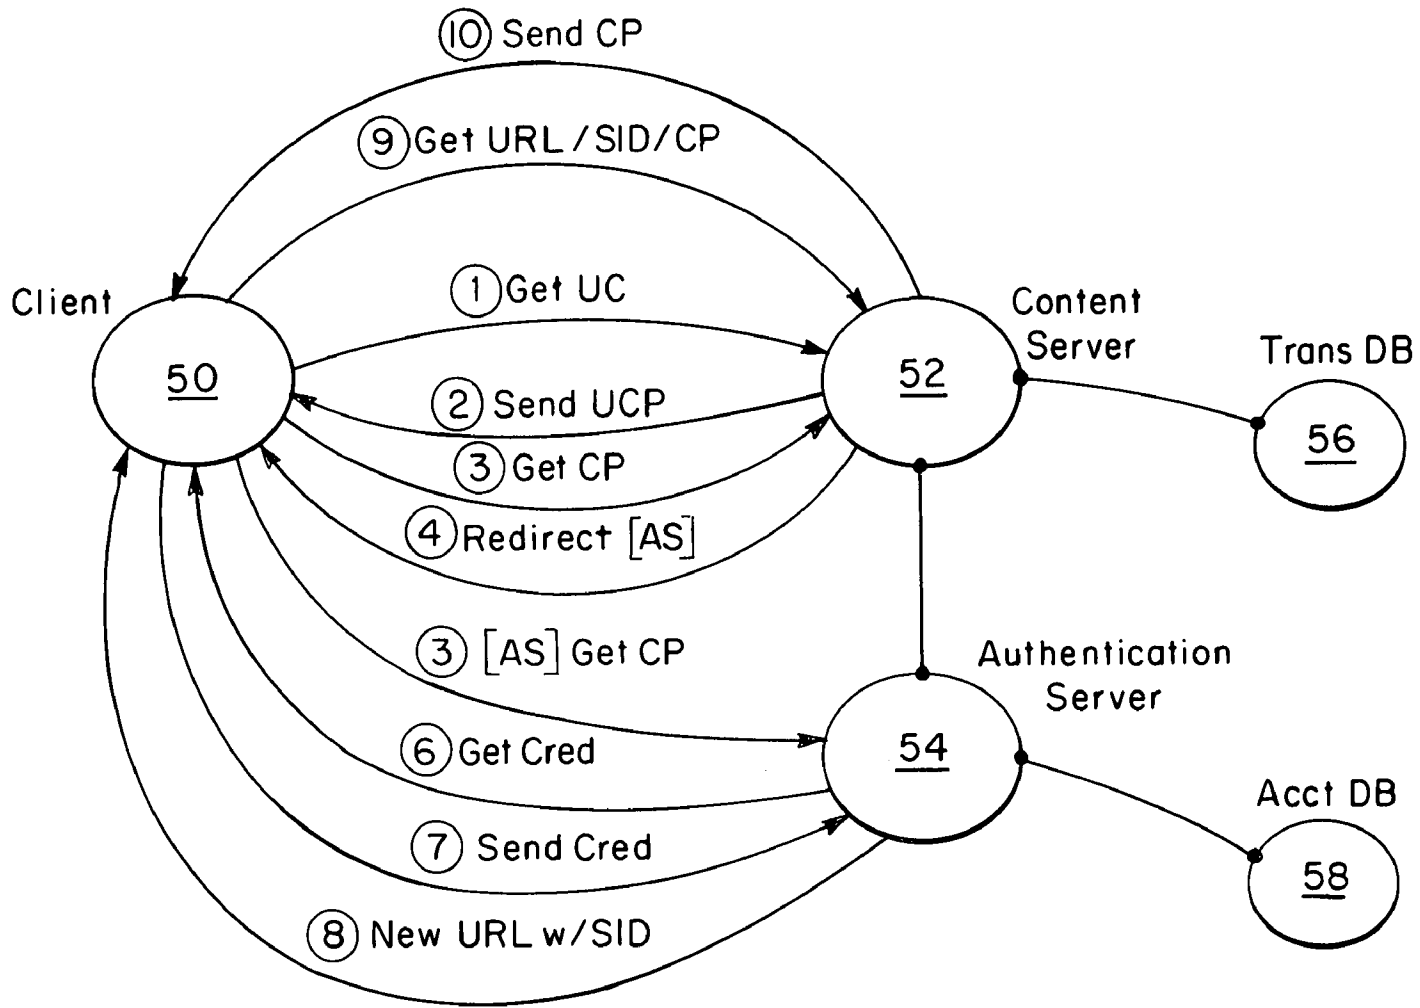 ⑩ Send CP
⑨ Get URL/SID/CP
① Get UC
Client
Content
Server
Trans DB
50
52
② Send UCP
56
③ Get CP
④ Redirect [AS]
③ [AS] Get CP
Authentication
Server
⑥ Get Cred
54
Acct DB
⑦ Send Cred
58
⑧ New URL w/SID